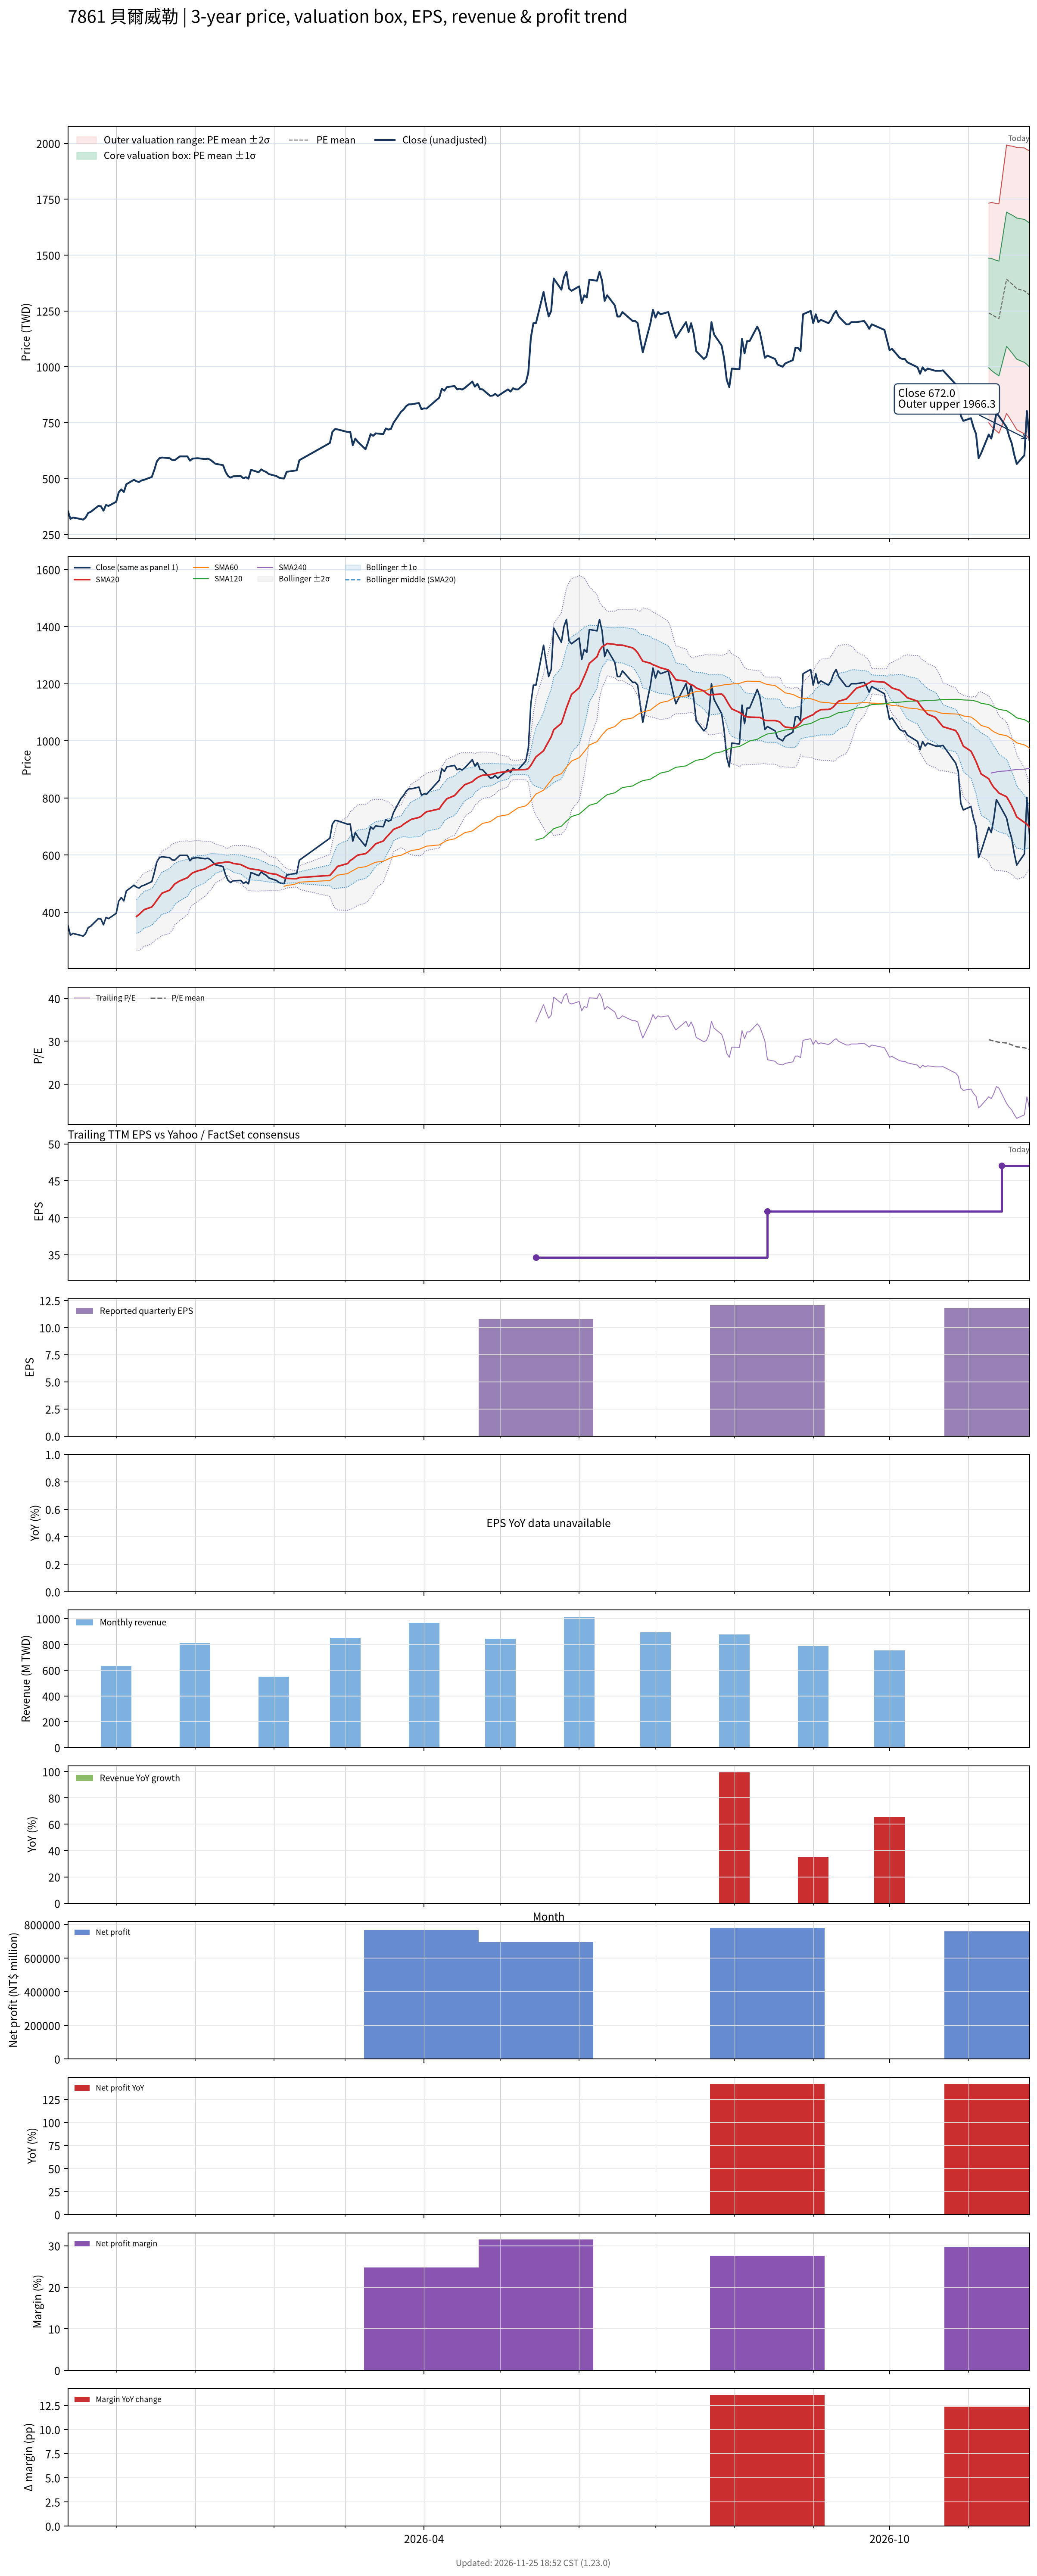 7861 貝爾威勒 | 3-year price, valuation box, EPS, revenue & profit trend
Outer valuation range: PE mean ±2σ
PE mean
Close (unadjusted)
Core valuation box: PE mean ±1σ
Today
2000
1750
1500
1250
1000
750
500
250
Price (TWD)
Close 672.0
Outer upper 1966.3
Close (same as panel 1)
SMA60
SMA240
Bollinger ±1σ
SMA20
SMA120
Bollinger ±2σ
Bollinger middle (SMA20)
1600
1400
1200
1000
800
600
400
Price
Trailing P/E
P/E mean
40
30
20
P/E
Trailing TTM EPS vs Yahoo / FactSet consensus
Today
50
45
40
35
EPS
Reported quarterly EPS
12.5
10.0
7.5
5.0
2.5
0.0
EPS
1.0
0.8
0.6
0.4
0.2
0.0
YoY (%)
EPS YoY data unavailable
Monthly revenue
1000
800
600
400
200
0
Revenue (M TWD)
Revenue YoY growth
100
80
60
40
20
0
YoY (%)
Month
Net profit
800000
600000
400000
200000
0
Net profit (NT$ million)
Net profit YoY
125
100
75
50
25
0
YoY (%)
Net profit margin
30
20
10
0
Margin (%)
Margin YoY change
12.5
10.0
7.5
5.0
2.5
0.0
Δ margin (pp)
2026-04
2026-10
Updated: 2026-11-25 18:52 CST (1.23.0)